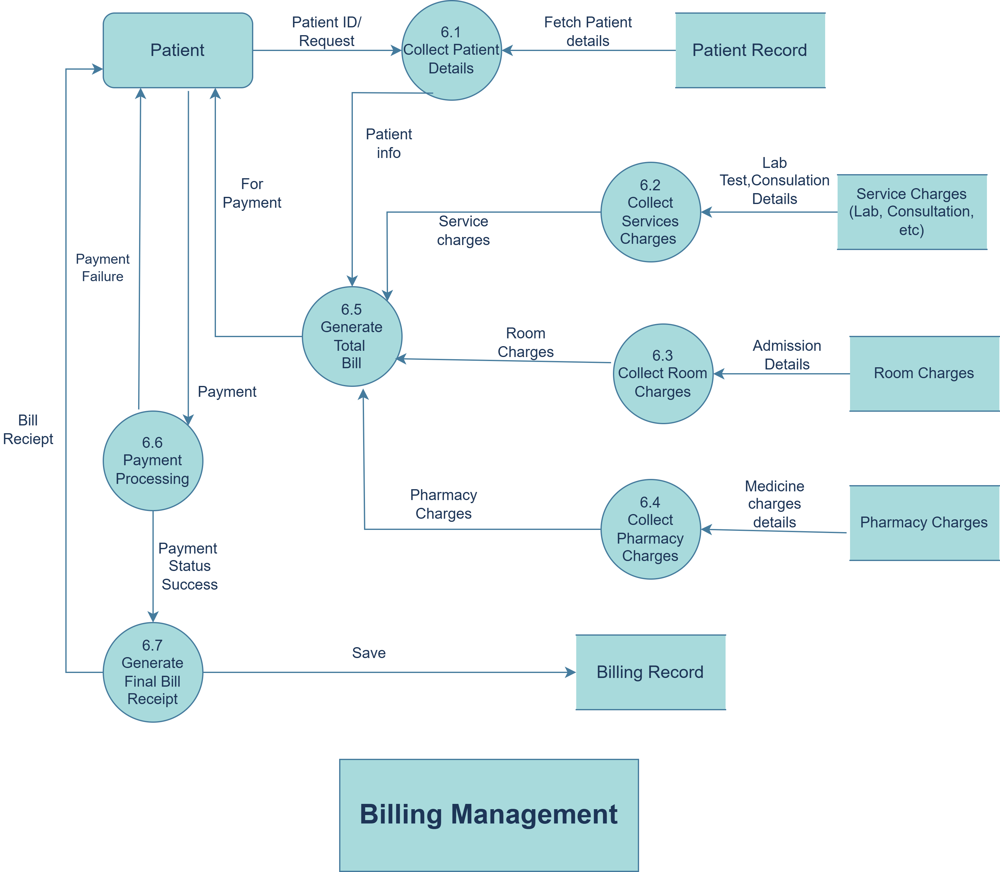 Patient
Patient ID/
Request
6.1
Collect Patient
Details
Fetch Patient
details
Patient Record
Patient
info
For
Payment
Lab
Test,Consulation
Details
6.2
Collect
Services
Charges
Service Charges
(Lab, Consultation,
etc)
Service
charges
Payment
Failure
6.5
Generate
Total
Bill
Room
Charges
6.3
Collect Room
Charges
Admission
Details
Room Charges
Payment
Bill
Reciept
6.6
Payment
Processing
Pharmacy
Charges
6.4
Collect
Pharmacy
Charges
Medicine
charges
details
Pharmacy Charges
Payment
Status
Success
6.7
Generate
Final Bill
Receipt
Save
Billing Record
Billing Management